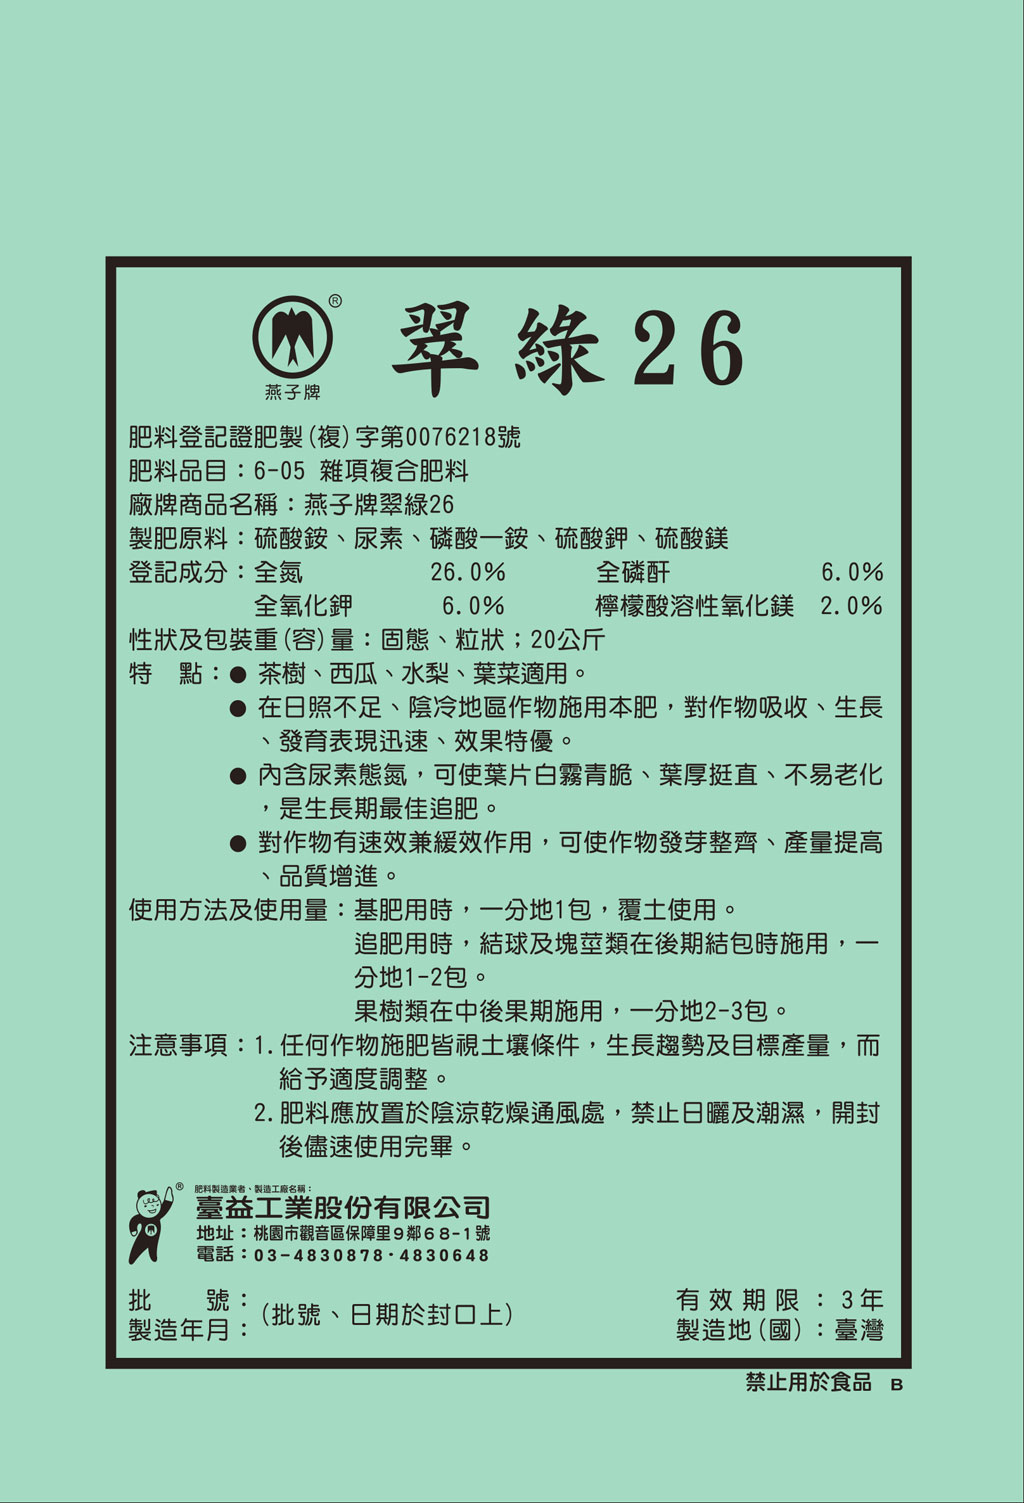 ®
翠綠26
燕子牌
肥料登記證肥製(複)字第0076218號
肥料品目：6-05 雜項複合肥料
廠牌商品名稱：燕子牌翠綠26
製肥原料：硫酸銨、尿素、磷酸一銨、硫酸鉀、硫酸鎂
登記成分：全氮 26.0% 全磷酐 6.0%
全氧化鉀 6.0% 檸檬酸溶性氧化鎂 2.0%
性狀及包裝重(容)量：固態、粒狀；20公斤
特 點：● 茶樹、西瓜、水梨、葉菜適用。
● 在日照不足、陰冷地區作物施用本肥，對作物吸收、生長
、發育表現迅速、效果特優。
● 內含尿素態氮，可使葉片白霧青脆、葉厚挺直、不易老化
，是生長期最佳追肥。
● 對作物有速效兼緩效作用，可使作物發芽整齊、產量提高
、品質增進。
使用方法及使用量：基肥用時，一分地1包，覆土使用。
追肥用時，結球及塊莖類在後期結包時施用，一
分地1-2包。
果樹類在中後果期施用，一分地2-3包。
注意事項：1.任何作物施肥皆視土壤條件，生長趨勢及目標產量，而
給予適度調整。
2.肥料應放置於陰涼乾燥通風處，禁止日曬及潮濕，開封
後儘速使用完畢。
®
肥料製造業者、製造工廠名稱：
臺益工業股份有限公司
地址：桃園市觀音區保障里9鄰68-1號
電話：03-4830878·4830648
批 號：
製造年月：
(批號、日期於封口上)
有效期限：3年
製造地(國)：臺灣
禁止用於食品 B